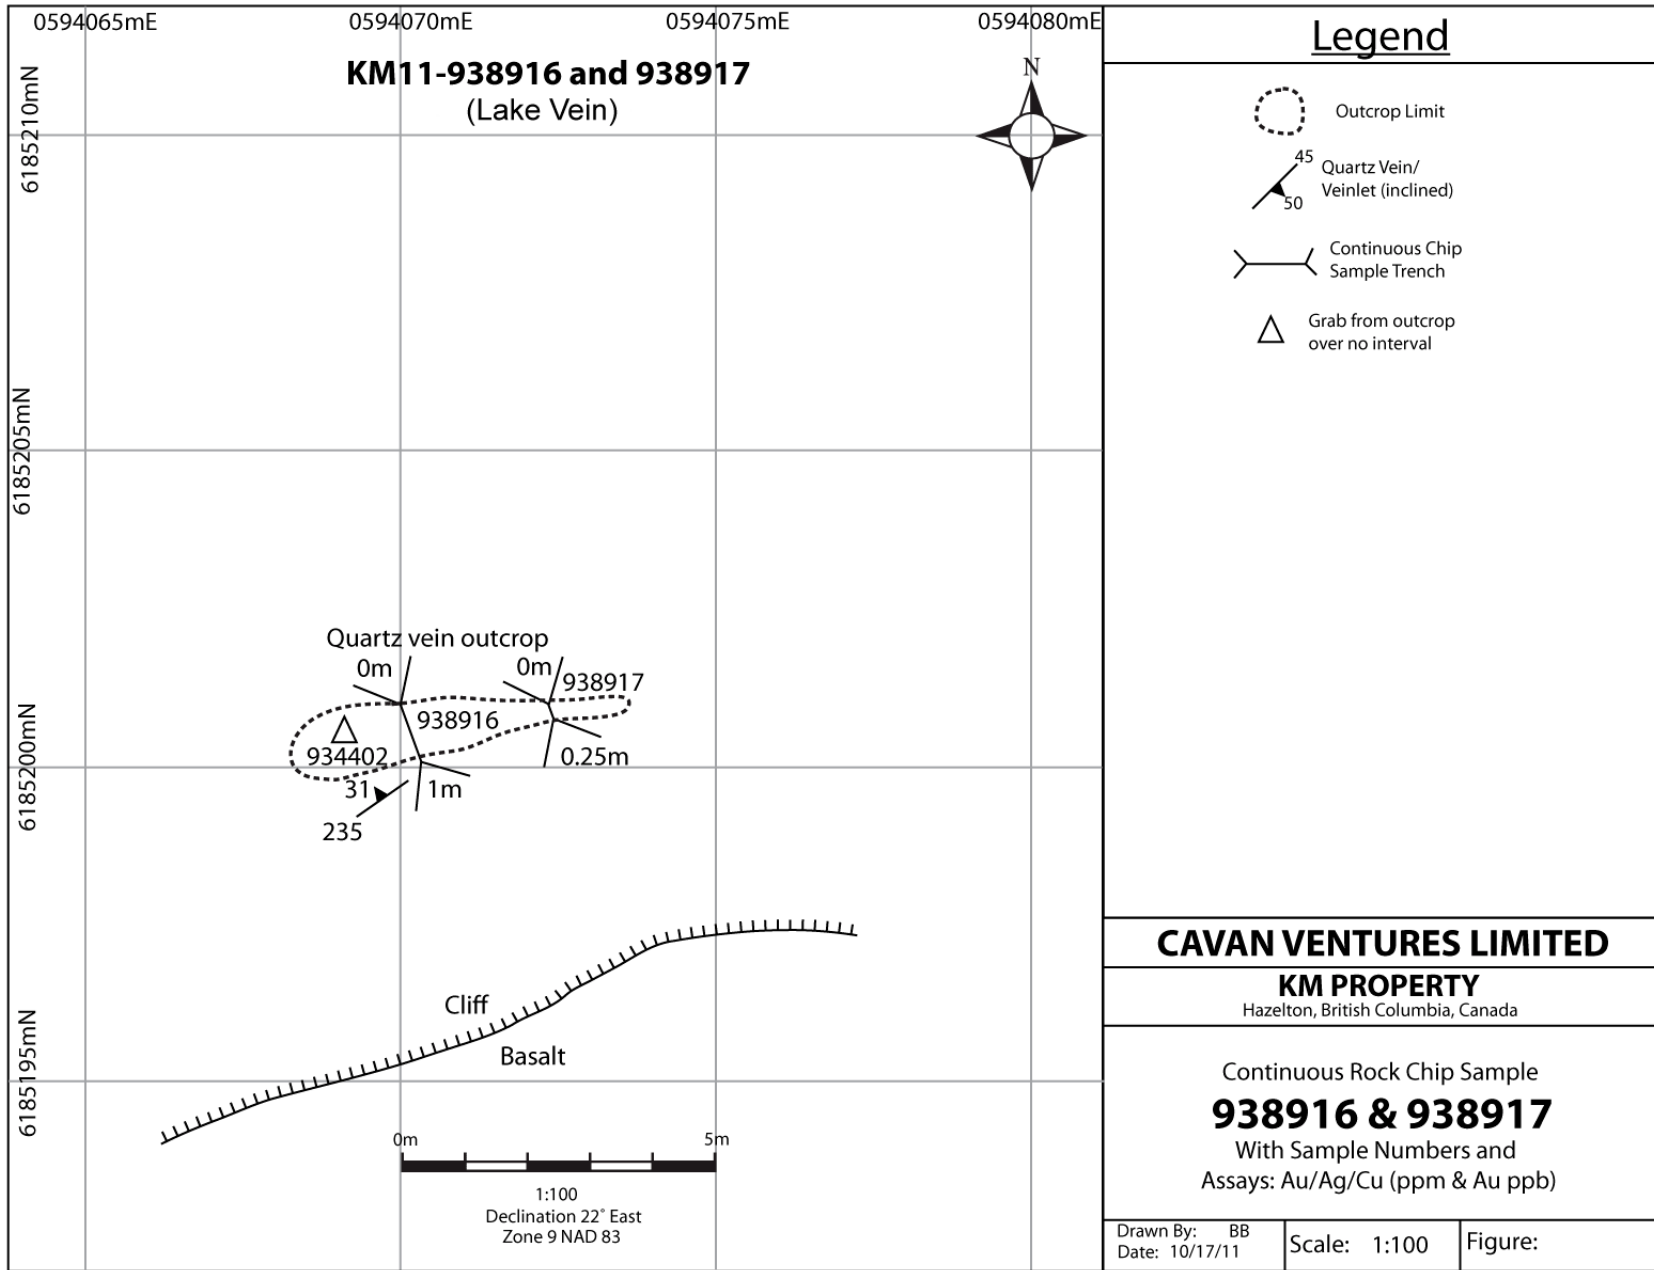 0594065mE
0594070mE
0594075mE
0594080mE
KM11-938916 and 938917
(Lake Vein)
N
6185210mN
6185205mN
6185200mN
6185195mN
Quartz vein outcrop
0m
0m
938917
938916
934402
0.25m
31
1m
235
Cliff
Basalt
0m
5m
1:100
Declination 22° East
Zone 9 NAD 83
Legend
Outcrop Limit
45
50
Quartz Vein/
Veinlet (inclined)
Continuous Chip
Sample Trench
Grab from outcrop
over no interval
CAVAN VENTURES LIMITED
KM PROPERTY
Hazelton, British Columbia, Canada
Continuous Rock Chip Sample
938916 & 938917
With Sample Numbers and
Assays: Au/Ag/Cu (ppm & Au ppb)
Drawn By: BB
Date: 10/17/11
Scale: 1:100
Figure: